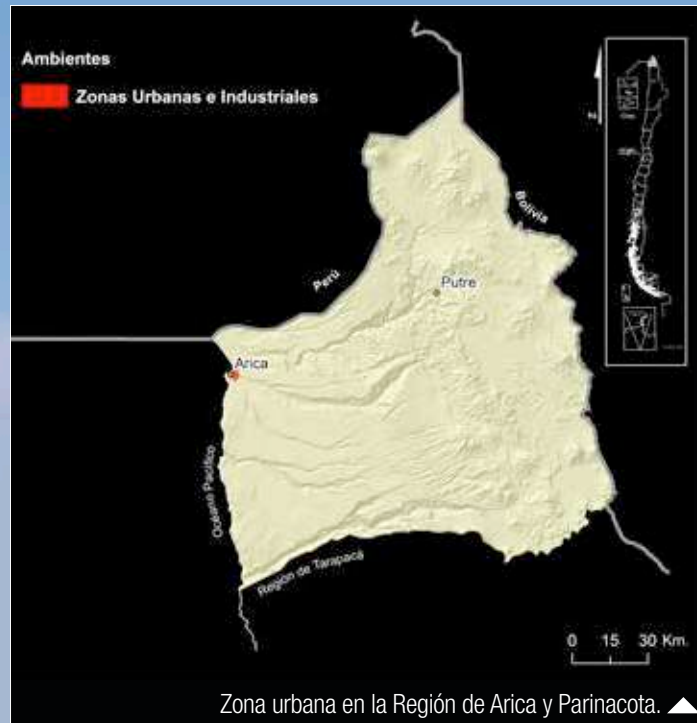 Ambientes
Zonas Urbanas e Industriales
Bolivia
Perú
Putre
Arica
Océano Pacífico
Región de Tarapacá
0 15 30 Km.
Zona urbana en la Región de Arica y Parinacota.